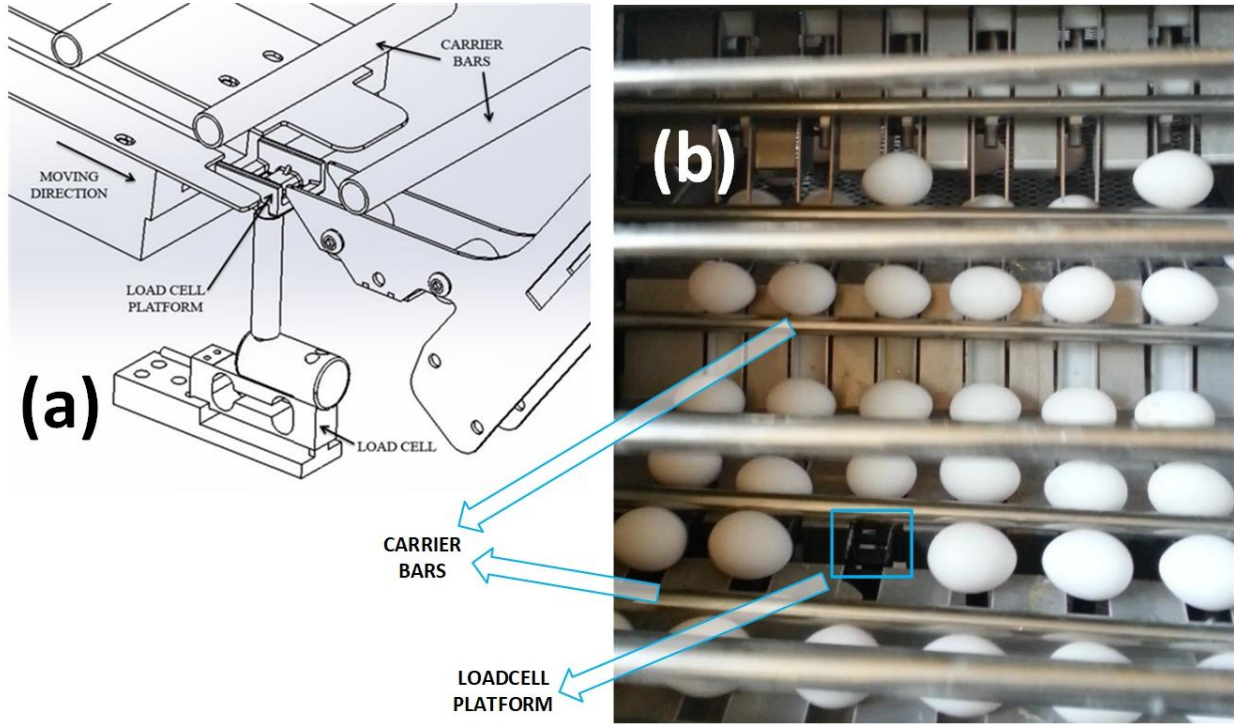 CARRIER
BARS
MOVING
DIRECTION
LOAD CELL
PLATFORM
(a)
LOAD CELL
(b)
CARRIER
BARS
LOADCELL
PLATFORM